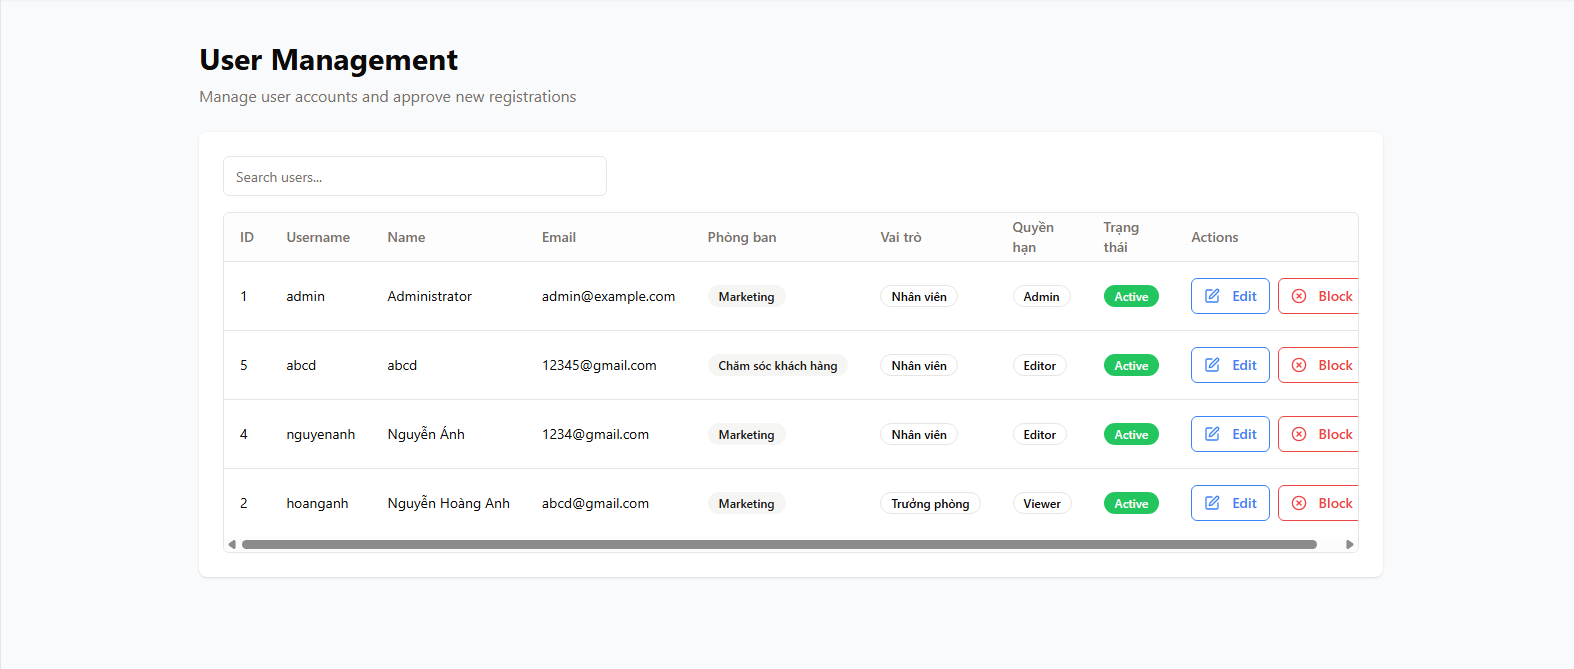 User Management
Manage user accounts and approve new registrations
Search users...
ID Username Name Email Phòng ban Vai trò Quyền hạn Trạng thái Actions
1 admin Administrator admin@example.com Marketing Nhân viên Admin Active Edit Block
5 abcd abcd 12345@gmail.com Chăm sóc khách hàng Nhân viên Editor Active Edit Block
4 nguyenanh Nguyễn Ánh 1234@gmail.com Marketing Nhân viên Editor Active Edit Block
2 hoanganh Nguyễn Hoàng Anh abcd@gmail.com Marketing Trưởng phòng Viewer Active Edit Block